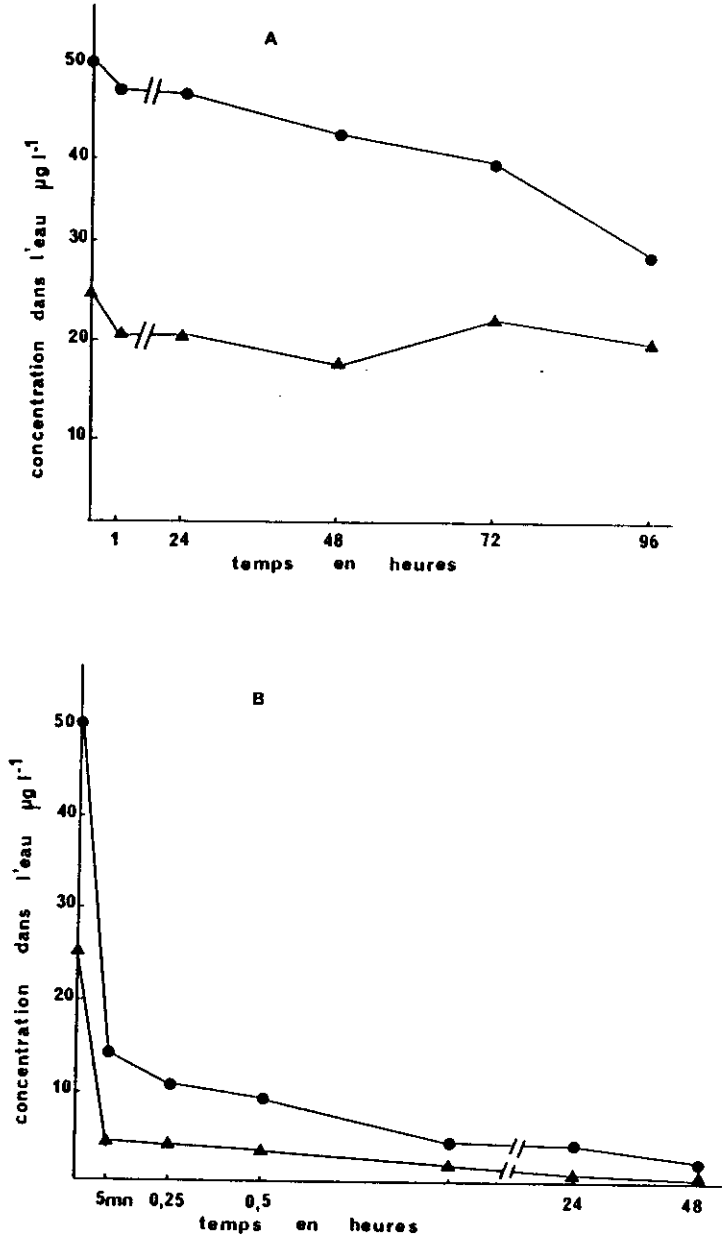 A
50
40
30
20
10
concentration dans l'eau µg l-1
1 24 48 72 96
temps en heures
B
50
40
30
20
10
concentration dans l'eau µg l-1
5mn 0,25 0,5 24 48
temps en heures